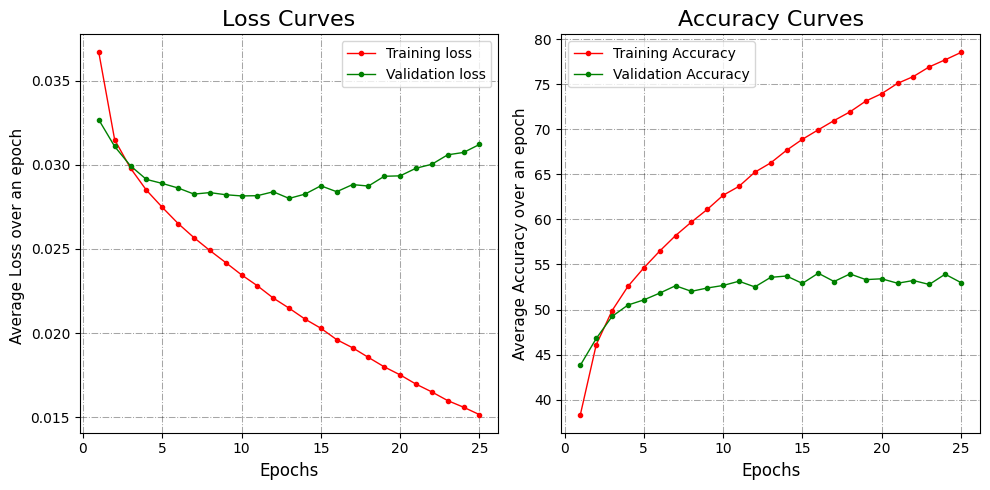 Loss Curves
Training loss
Validation loss
0.035
0.030
0.025
0.020
0.015
Average Loss over an epoch
0 5 10 15 20 25
Epochs
Accuracy Curves
Training Accuracy
Validation Accuracy
80
75
70
65
60
55
50
45
40
Average Accuracy over an epoch
0 5 10 15 20 25
Epochs